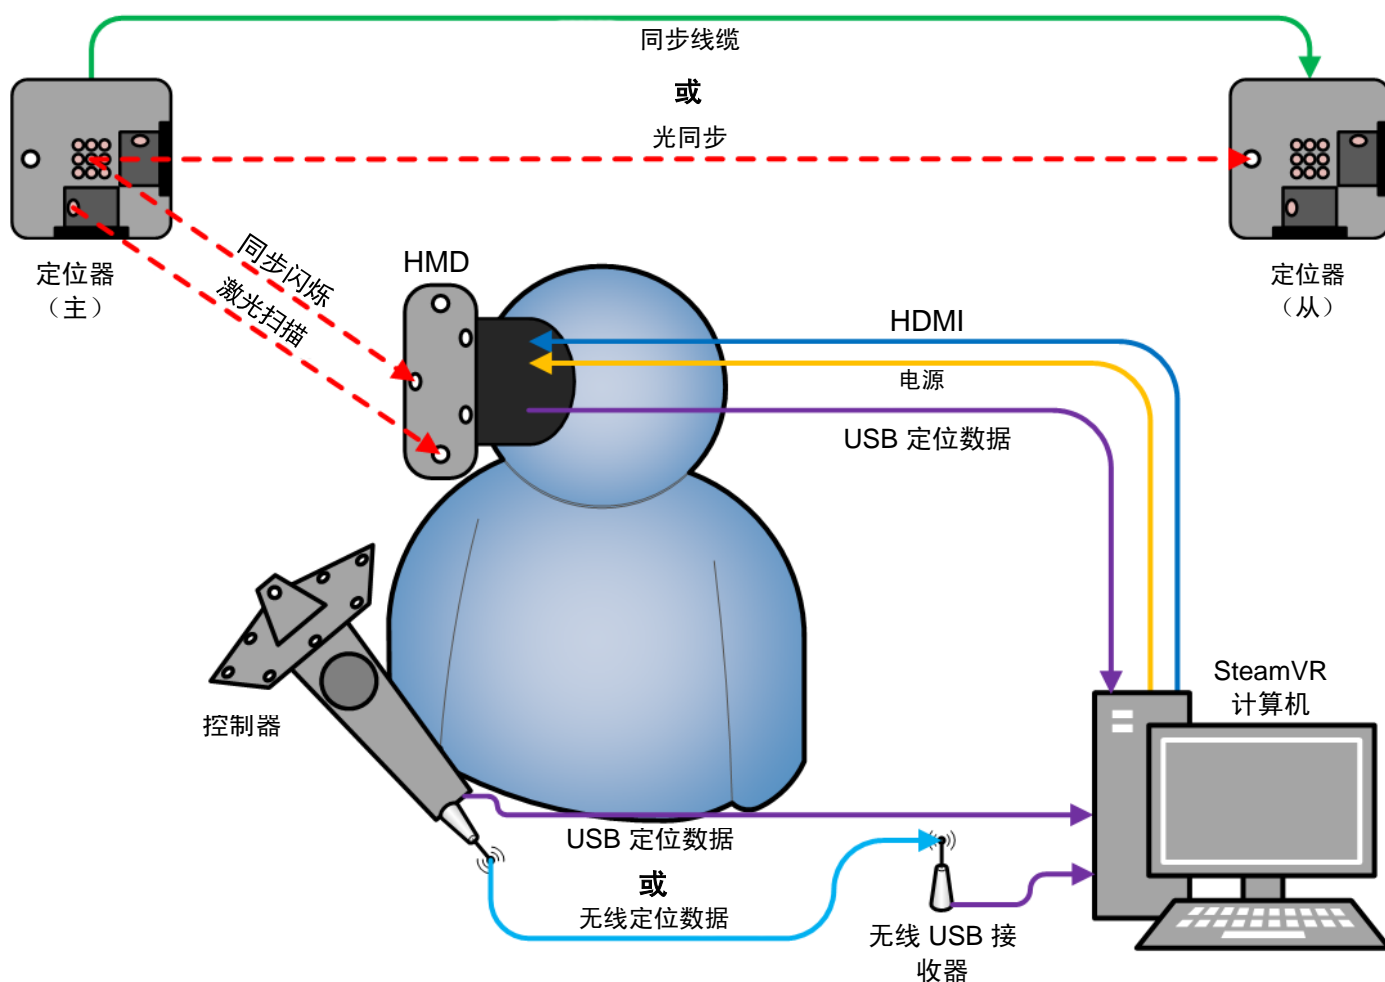 同步线缆
或
光同步
定位器
（主）
定位器
（从）
同步闪烁
激光扫描
HMD
HDMI
电源
USB 定位数据
控制器
SteamVR
计算机
USB 定位数据
或
无线定位数据
无线 USB 接
收器